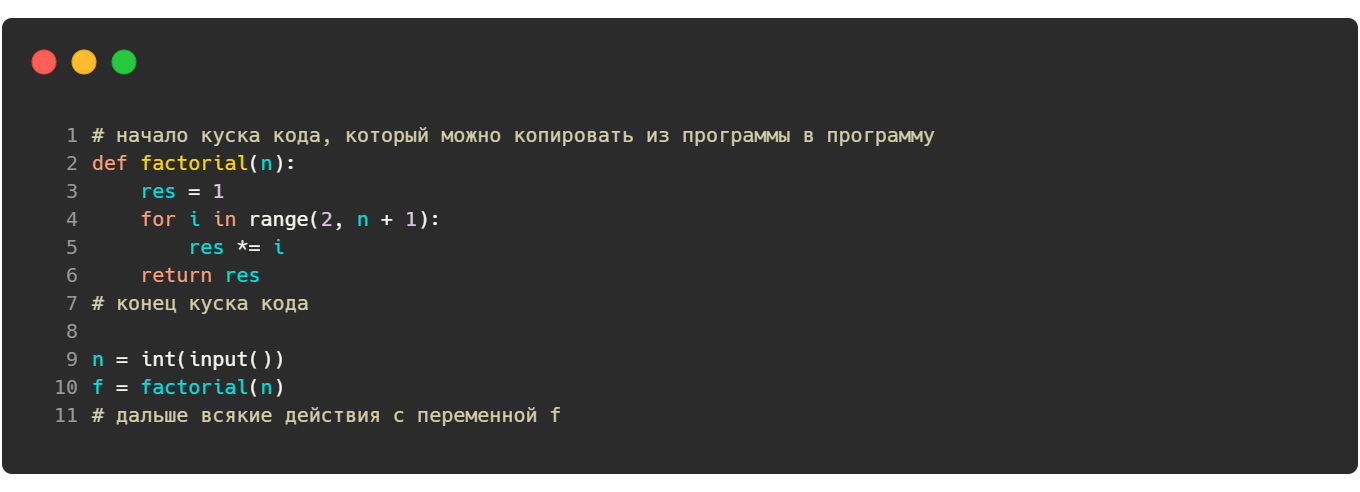 1 # начало куска кода, который можно копировать из программы в программу
2 def factorial(n):
3     res = 1
4     for i in range(2, n + 1):
5         res *= i
6     return res
7 # конец куска кода
8
9 n = int(input())
10 f = factorial(n)
11 # дальше всякие действия с переменной f